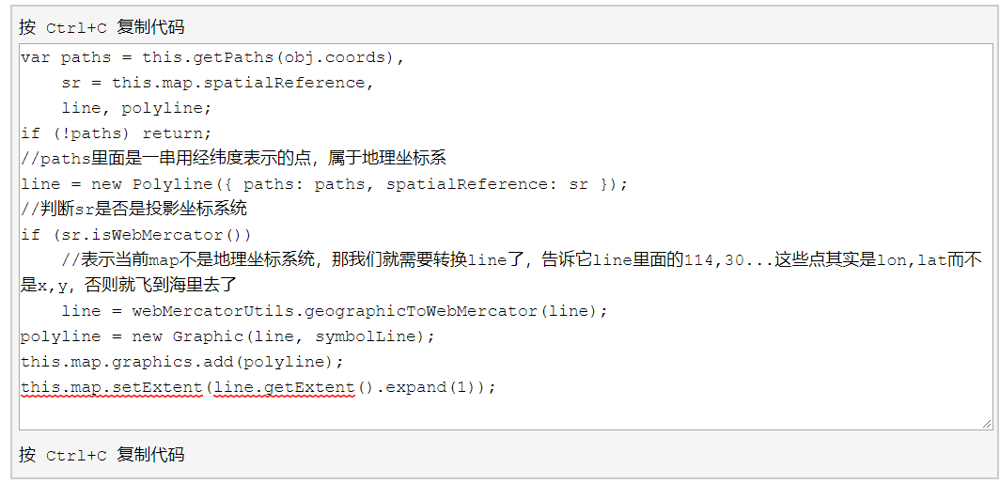 按 Ctrl+C 复制代码
var paths = this.getPaths(obj.coords),
    sr = this.map.spatialReference,
    line, polyline;
if (!paths) return;
//paths里面是一串用经纬度表示的点，属于地理坐标系
line = new Polyline({ paths: paths, spatialReference: sr });
//判断sr是否是投影坐标系统
if (sr.isWebMercator())
    //表示当前map不是地理坐标系统，那我们就需要转换line了，告诉它line里面的114,30...这些点其实是lon,lat而不
是x,y，否则就飞到海里去了
    line = webMercatorUtils.geographicToWebMercator(line);
polyline = new Graphic(line, symbolLine);
this.map.graphics.add(polyline);
this.map.setExtent(line.getExtent().expand(1));
按 Ctrl+C 复制代码